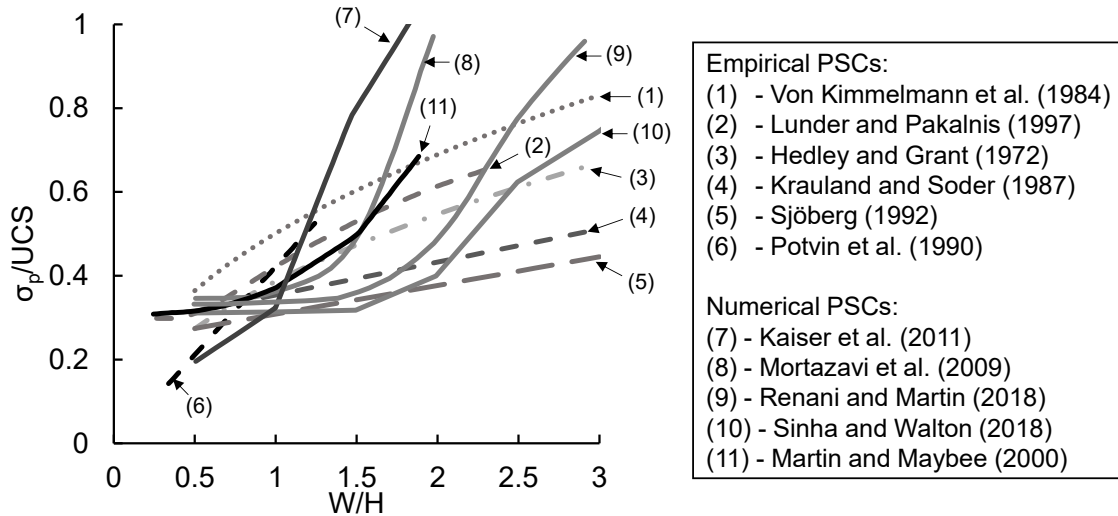 1
0.8
0.6
0.4
0.2
0
σp/UCS
0
0.5
1
1.5
2
2.5
3
W/H
(7)
(8)
(9)
(11)
(1)
(10)
(2)
(3)
(4)
(5)
(6)
Empirical PSCs:
(1) - Von Kimmelmann et al. (1984)
(2) - Lunder and Pakalnis (1997)
(3) - Hedley and Grant (1972)
(4) - Krauland and Soder (1987)
(5) - Sjöberg (1992)
(6) - Potvin et al. (1990)
Numerical PSCs:
(7) - Kaiser et al. (2011)
(8) - Mortazavi et al. (2009)
(9) - Renani and Martin (2018)
(10) - Sinha and Walton (2018)
(11) - Martin and Maybee (2000)